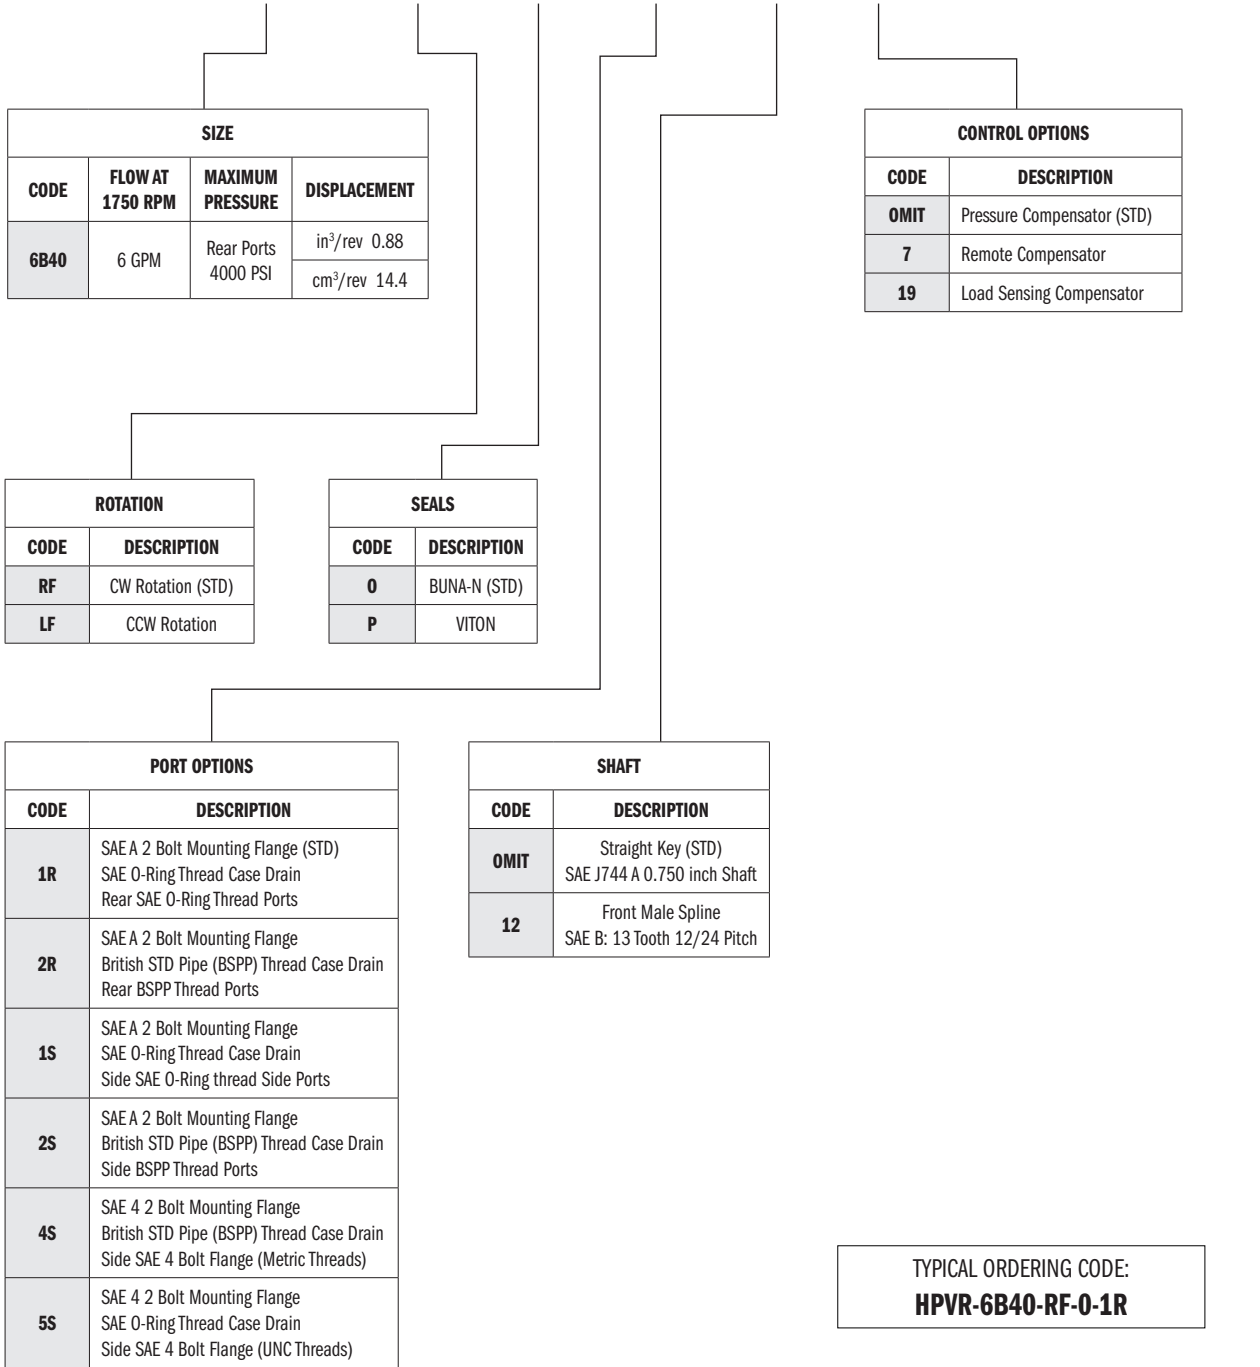 SIZE
CODE
FLOW AT
1750 RPM
MAXIMUM
PRESSURE
DISPLACEMENT
6B40
6 GPM
Rear Ports
4000 PSI
in³/rev 0.88
cm³/rev 14.4
CONTROL OPTIONS
CODE DESCRIPTION
OMIT Pressure Compensator (STD)
7 Remote Compensator
19 Load Sensing Compensator
ROTATION
CODE DESCRIPTION
RF CW Rotation (STD)
LF CCW Rotation
SEALS
CODE DESCRIPTION
O BUNA-N (STD)
P VITON
PORT OPTIONS
CODE DESCRIPTION
1R
SAE A 2 Bolt Mounting Flange (STD)
SAE O-Ring Thread Case Drain
Rear SAE O-Ring Thread Ports
2R
SAE A 2 Bolt Mounting Flange
British STD Pipe (BSPP) Thread Case Drain
Rear BSPP Thread Ports
1S
SAE A 2 Bolt Mounting Flange
SAE O-Ring Thread Case Drain
Side SAE O-Ring thread Side Ports
2S
SAE A 2 Bolt Mounting Flange
British STD Pipe (BSPP) Thread Case Drain
Side BSPP Thread Ports
4S
SAE 4 2 Bolt Mounting Flange
British STD Pipe (BSPP) Thread Case Drain
Side SAE 4 Bolt Flange (Metric Threads)
5S
SAE 4 2 Bolt Mounting Flange
SAE O-Ring Thread Case Drain
Side SAE 4 Bolt Flange (UNC Threads)
SHAFT
CODE DESCRIPTION
OMIT
Straight Key (STD)
SAE J744 A 0.750 inch Shaft
12
Front Male Spline
SAE B: 13 Tooth 12/24 Pitch
TYPICAL ORDERING CODE:
HPVR-6B40-RF-O-1R